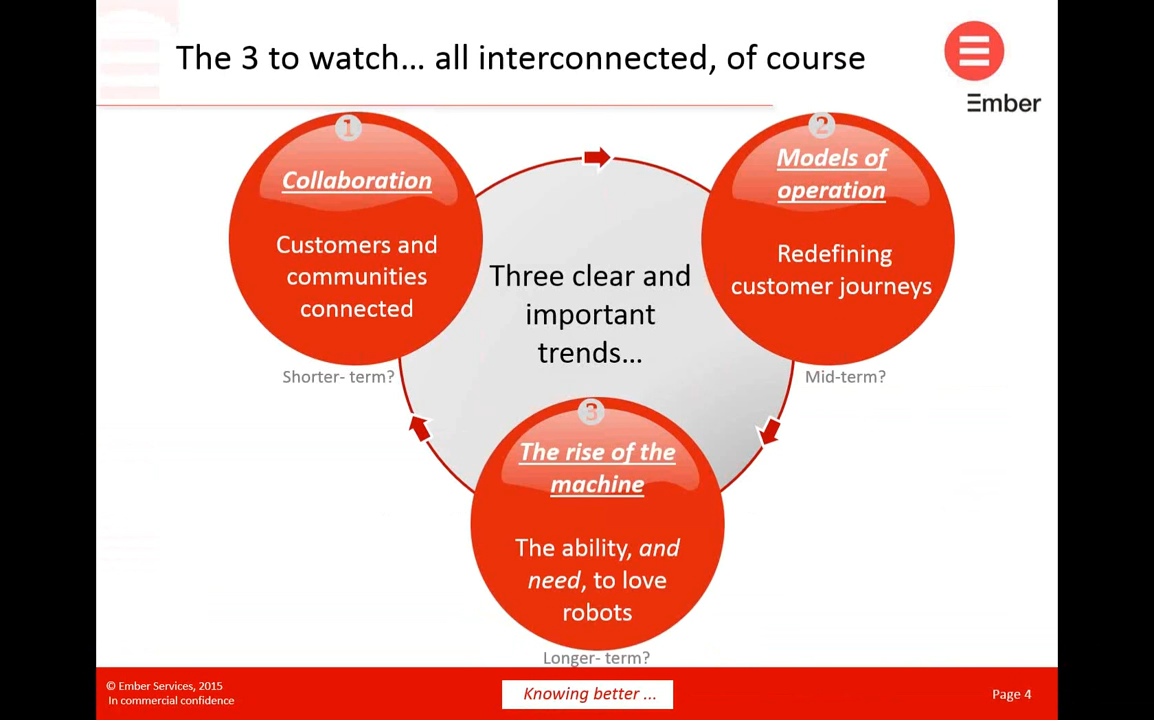 The 3 to watch... all interconnected, of course
Ember
1
Collaboration
Customers and
communities
connected
Shorter- term?
2
Models of
operation
Redefining
customer journeys
Mid-term?
Three clear and
important
trends...
3
The rise of the
machine
The ability, and
need, to love
robots
Longer- term?
© Ember Services, 2015
In commercial confidence
Knowing better ...
Page 4